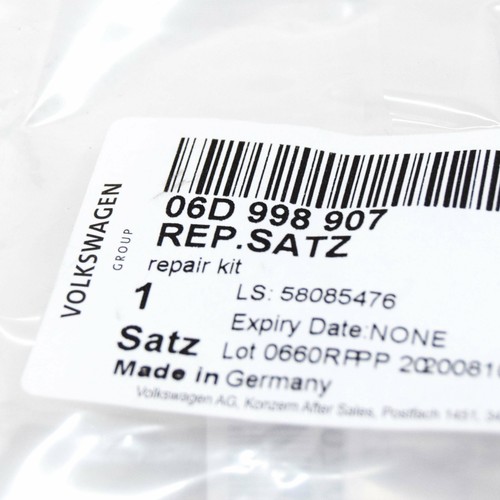 VOLKSWAGEN
GROUP
06D 998 907
REP.SATZ
repair kit
1
LS: 58085476
Expiry Date:NONE
Satz
Lot 0660RPPP
Made in Germany
Volkswagen AG, Konzern After Sales, Postfach 1451,